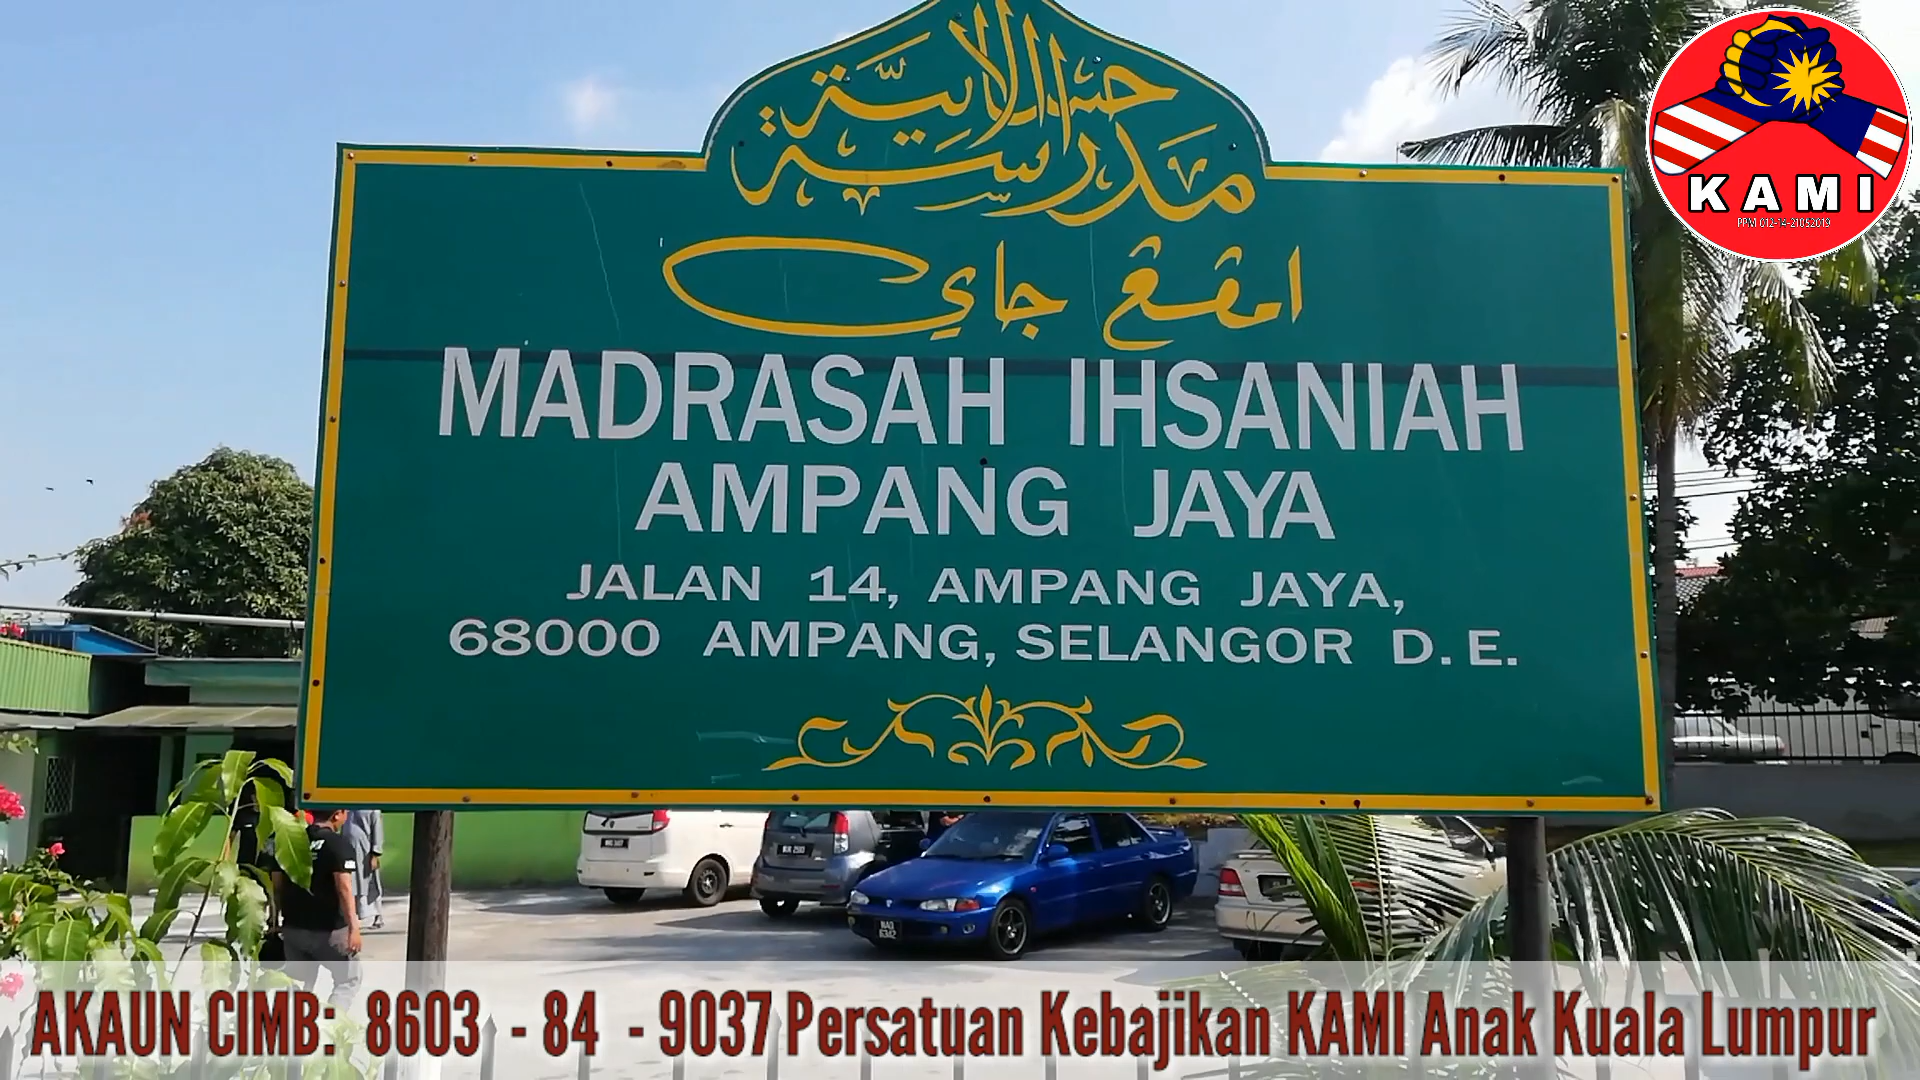 مدرسة
امڤڠ جاي
MADRASAH IHSANIAH
AMPANG JAYA
JALAN 14, AMPANG JAYA,
68000 AMPANG, SELANGOR D.E.
KAMI
AKAUN CIMB: 8603 - 84 - 9037 Persatuan Kebajikan KAMI Anak Kuala Lumpur